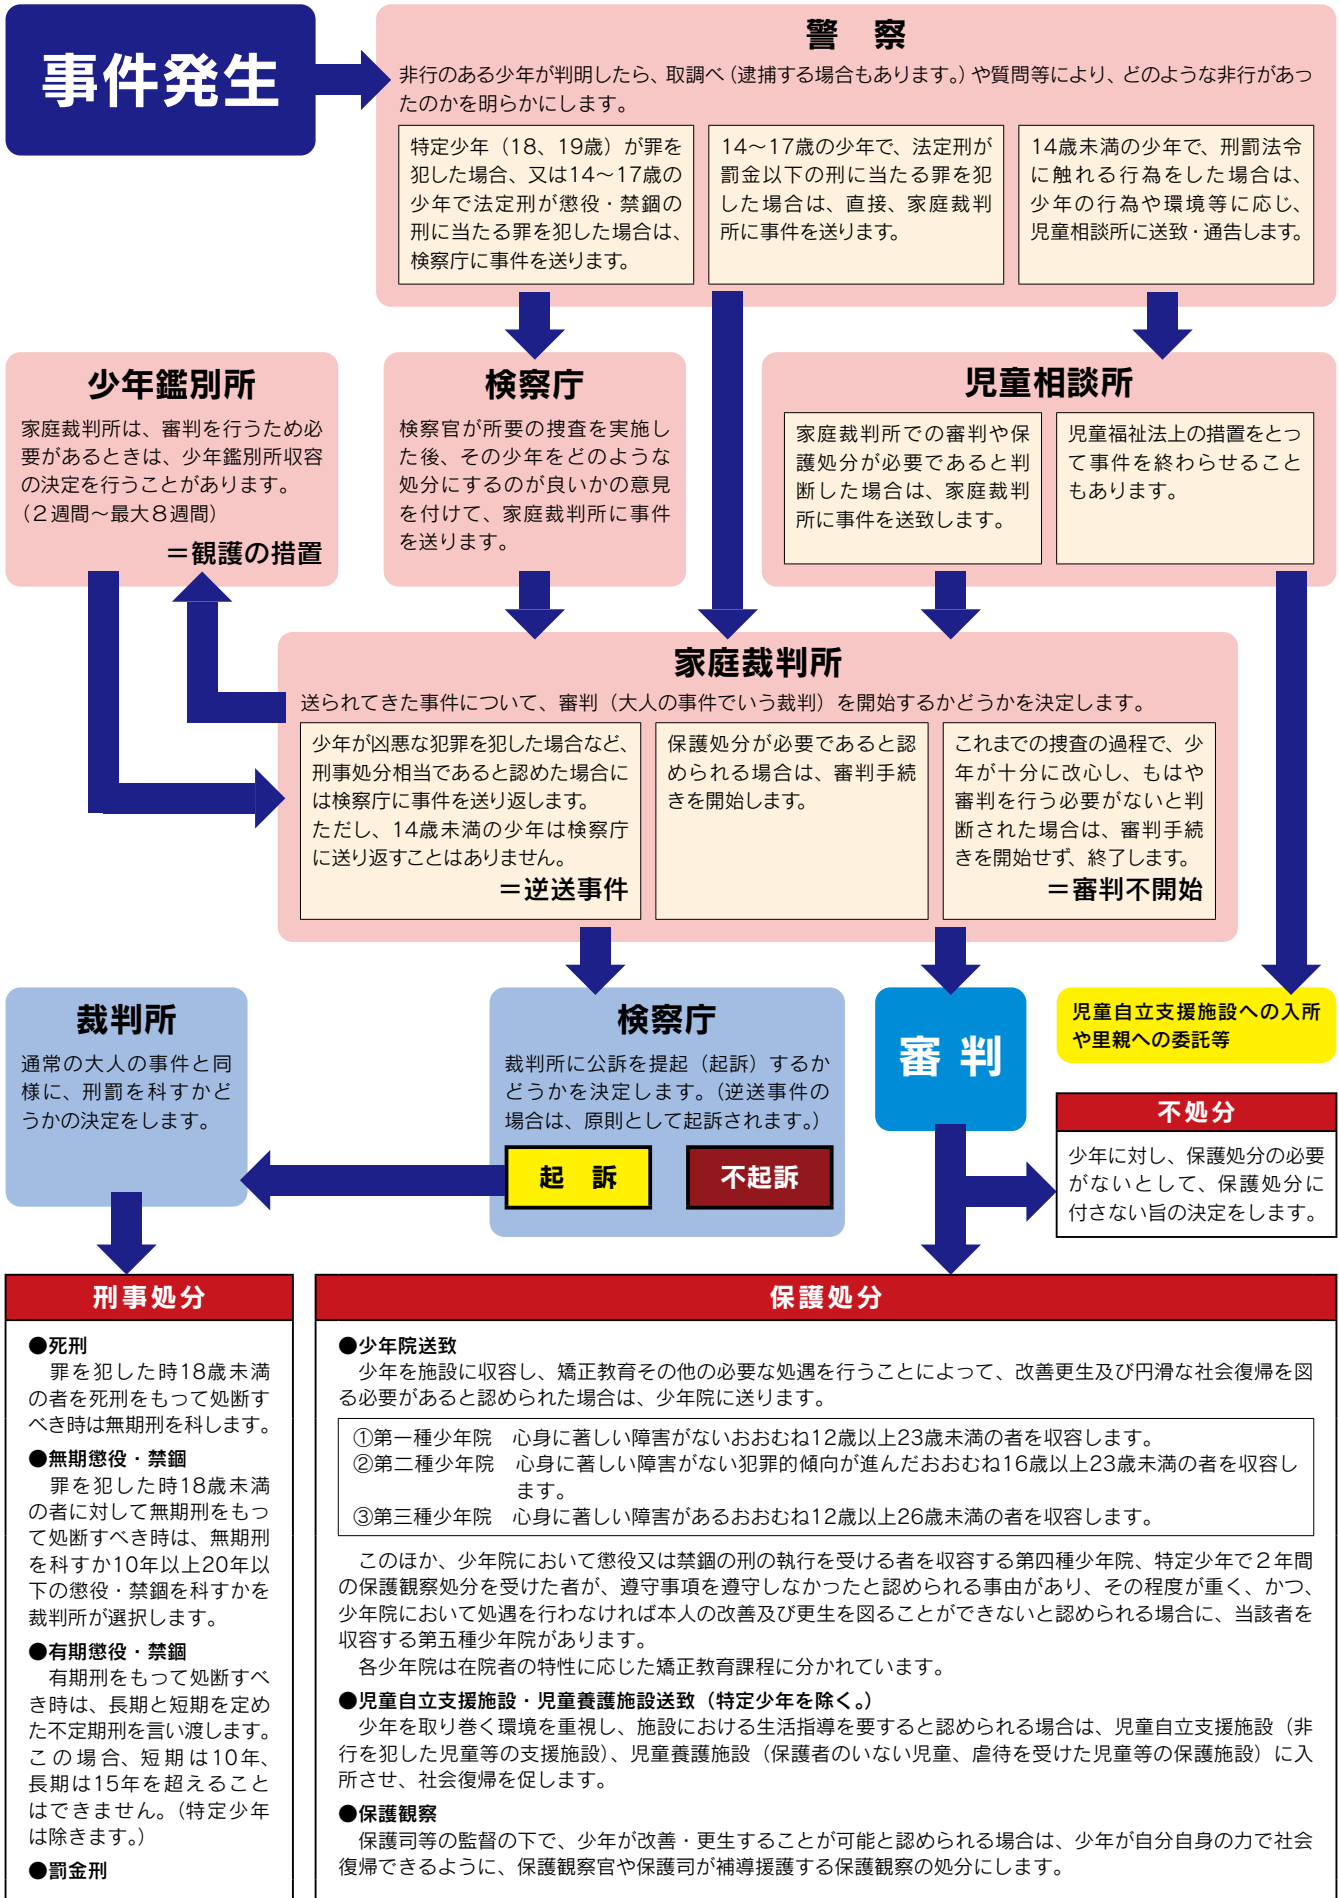 事件発生
警　察
非行のある少年が判明したら、取調べ（逮捕する場合もあります。）や質問等により、どのような非行があっ
たのかを明らかにします。
特定少年（18、19歳）が罪を
犯した場合、又は14～17歳の
少年で法定刑が懲役・禁錮の
刑に当たる罪を犯した場合は、
検察庁に事件を送ります。
14～17歳の少年で、法定刑が
罰金以下の刑に当たる罪を犯
した場合は、直接、家庭裁判
所に事件を送ります。
14歳未満の少年で、刑罰法令
に触れる行為をした場合は、
少年の行為や環境等に応じ、
児童相談所に送致・通告します。
少年鑑別所
家庭裁判所は、審判を行うため必
要があるときは、少年鑑別所収容
の決定を行うことがあります。
（２週間～最大８週間）
＝観護の措置
検察庁
検察官が所要の捜査を実施し
た後、その少年をどのような
処分にするのが良いかの意見
を付けて、家庭裁判所に事件
を送ります。
児童相談所
家庭裁判所での審判や保
護処分が必要であると判
断した場合は、家庭裁判
所に事件を送致します。
児童福祉法上の措置をとっ
て事件を終わらせること
もあります。
家庭裁判所
送られてきた事件について、審判（大人の事件でいう裁判）を開始するかどうかを決定します。
少年が凶悪な犯罪を犯した場合など、
刑事処分相当であると認めた場合に
は検察庁に事件を送り返します。
ただし、14歳未満の少年は検察庁
に送り返すことはありません。
＝逆送事件
保護処分が必要であると認
められる場合は、審判手続
きを開始します。
これまでの捜査の過程で、少
年が十分に改心し、もはや
審判を行う必要がないと判
断された場合は、審判手続
きを開始せず、終了します。
＝審判不開始
裁判所
通常の大人の事件と同
様に、刑罰を科すかど
うかの決定をします。
検察庁
裁判所に公訴を提起（起訴）するか
どうかを決定します。（逆送事件の
場合は、原則として起訴されます。）
起　訴
不起訴
審 判
児童自立支援施設への入所
や里親への委託等
不処分
少年に対し、保護処分の必要
がないとして、保護処分に
付さない旨の決定をします。
刑事処分
●死刑
罪を犯した時18歳未満
の者を死刑をもって処断す
べき時は無期刑を科します。
●無期懲役・禁錮
罪を犯した時18歳未満
の者に対して無期刑をもっ
て処断すべき時は、無期刑
を科すか10年以上20年以
下の懲役・禁錮を科すかを
裁判所が選択します。
●有期懲役・禁錮
有期刑をもって処断すべ
き時は、長期と短期を定め
た不定期刑を言い渡します。
この場合、短期は10年、
長期は15年を超えること
はできません。（特定少年
は除きます。）
●罰金刑
保護処分
●少年院送致
少年を施設に収容し、矯正教育その他の必要な処遇を行うことによって、改善更生及び円滑な社会復帰を図
る必要があると認められた場合は、少年院に送ります。
①第一種少年院　心身に著しい障害がないおおむね12歳以上23歳未満の者を収容します。
②第二種少年院　心身に著しい障害がない犯罪的傾向が進んだおおむね16歳以上23歳未満の者を収容し
ます。
③第三種少年院　心身に著しい障害があるおおむね12歳以上26歳未満の者を収容します。
このほか、少年院において懲役又は禁錮の刑の執行を受ける者を収容する第四種少年院、特定少年で２年間
の保護観察処分を受けた者が、遵守事項を遵守しなかったと認められる事由があり、その程度が重く、かつ、
少年院において処遇を行わなければ本人の改善及び更生を図ることができないと認められる場合に、当該者を
収容する第五種少年院があります。
各少年院は在院者の特性に応じた矯正教育課程に分かれています。
●児童自立支援施設・児童養護施設送致（特定少年を除く。）
少年を取り巻く環境を重視し、施設における生活指導を要すると認められる場合は、児童自立支援施設（非
行を犯した児童等の支援施設）、児童養護施設（保護者のいない児童、虐待を受けた児童等の保護施設）に入
所させ、社会復帰を促します。
●保護観察
保護司等の監督の下で、少年が改善・更生することが可能と認められる場合は、少年が自分自身の力で社会
復帰できるように、保護観察官や保護司が補導援護する保護観察の処分にします。